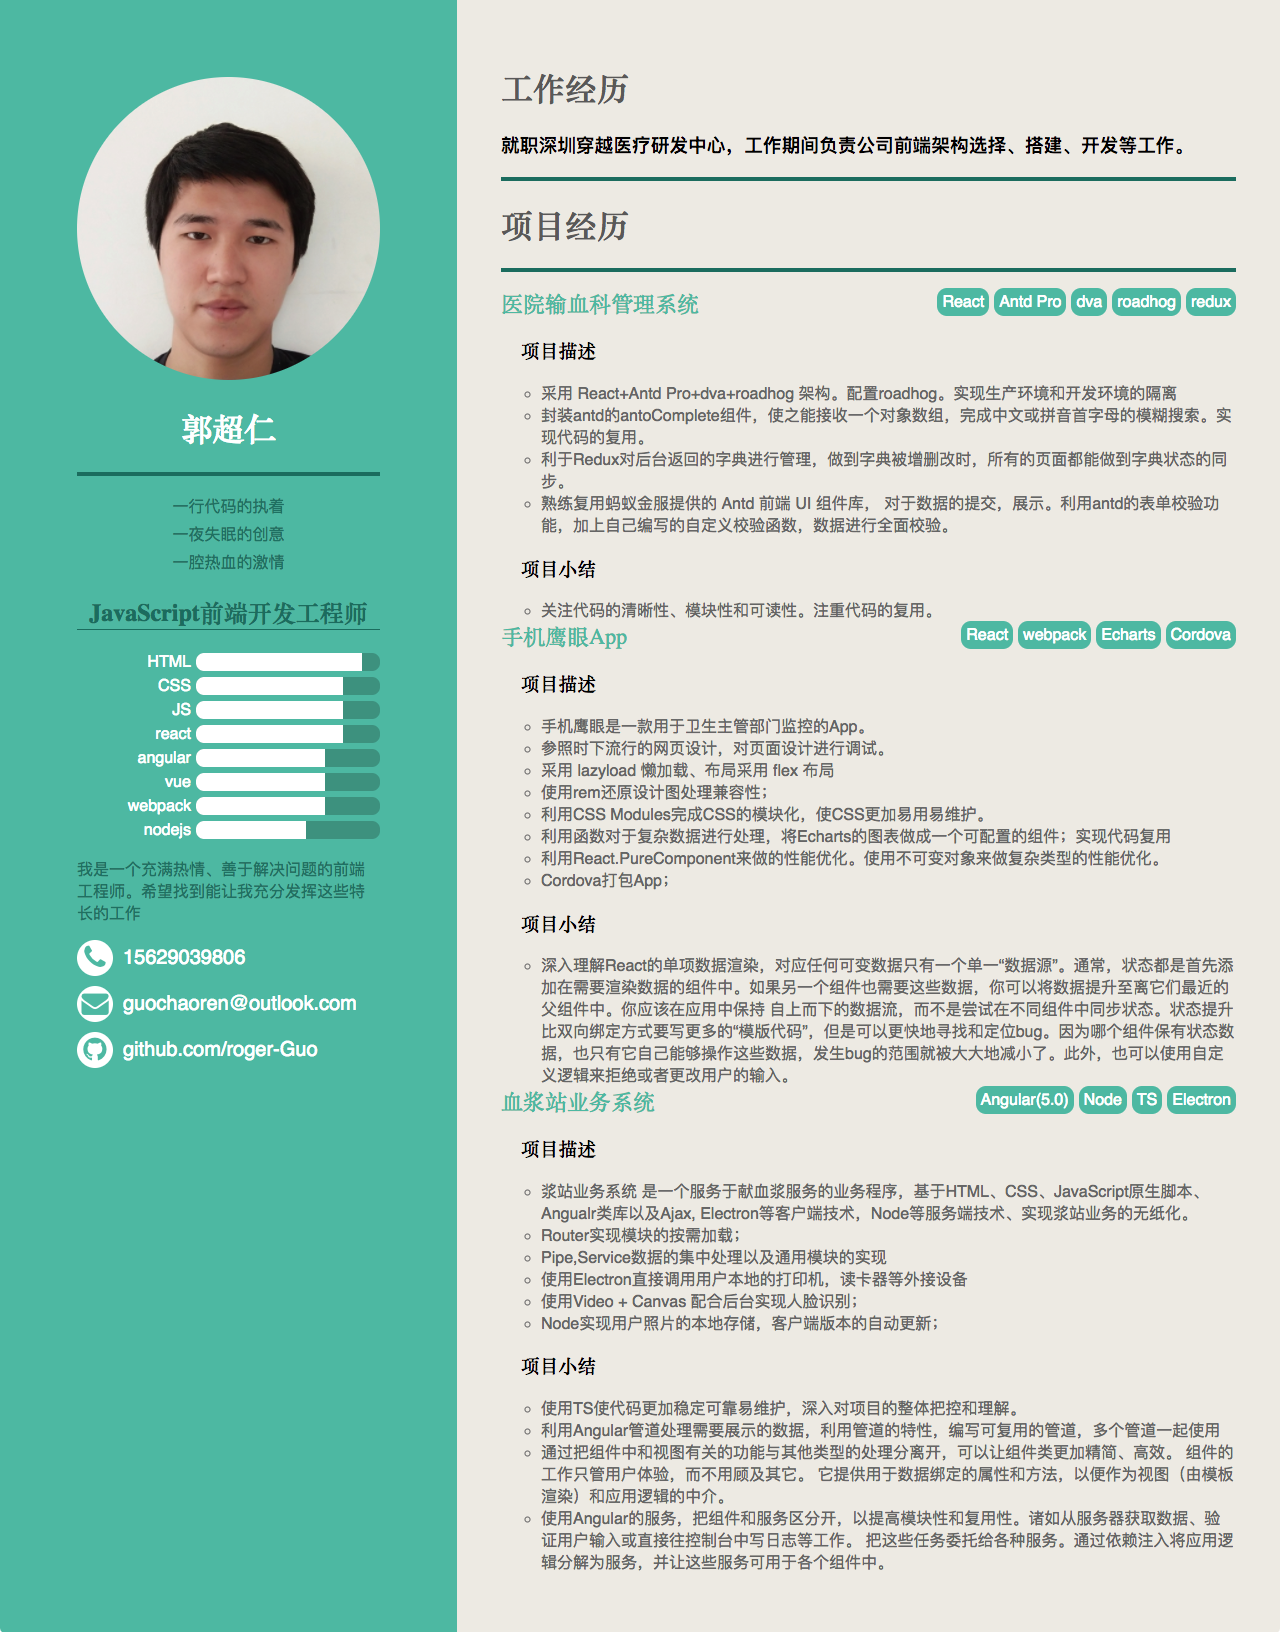 郭超仁
一行代码的执着
一夜失眠的创意
一腔热血的激情
JavaScript前端开发工程师
HTML
CSS
JS
react
angular
vue
webpack
nodejs
我是一个充满热情、善于解决问题的前端
工程师。希望找到能让我充分发挥这些特
长的工作
15629039806
guochaoren@outlook.com
github.com/roger-Guo
工作经历
就职深圳穿越医疗研发中心，工作期间负责公司前端架构选择、搭建、开发等工作。
项目经历
医院输血科管理系统 React Antd Pro dva roadhog redux
项目描述
采用 React+Antd Pro+dva+roadhog 架构。配置roadhog。实现生产环境和开发环境的隔离
封装antd的antoComplete组件，使之能接收一个对象数组，完成中文或拼音首字母的模糊搜索。实
现代码的复用。
利于Redux对后台返回的字典进行管理，做到字典被增删改时，所有的页面都能做到字典状态的同
步。
熟练复用蚂蚁金服提供的 Antd 前端 UI 组件库， 对于数据的提交，展示。利用antd的表单校验功
能，加上自己编写的自定义校验函数，数据进行全面校验。
项目小结
关注代码的清晰性、模块性和可读性。注重代码的复用。
手机鹰眼App React webpack Echarts Cordova
项目描述
手机鹰眼是一款用于卫生主管部门监控的App。
参照时下流行的网页设计，对页面设计进行调试。
采用 lazyload 懒加载、布局采用 flex 布局
使用rem还原设计图处理兼容性；
利用CSS Modules完成CSS的模块化，使CSS更加易用易维护。
利用函数对于复杂数据进行处理，将Echarts的图表做成一个可配置的组件；实现代码复用
利用React.PureComponent来做的性能优化。使用不可变对象来做复杂类型的性能优化。
Cordova打包App；
项目小结
深入理解React的单项数据渲染，对应任何可变数据只有一个单一“数据源”。通常，状态都是首先添
加在需要渲染数据的组件中。如果另一个组件也需要这些数据，你可以将数据提升至离它们最近的
父组件中。你应该在应用中保持 自上而下的数据流，而不是尝试在不同组件中同步状态。状态提升
比双向绑定方式要写更多的“模版代码”，但是可以更快地寻找和定位bug。因为哪个组件保有状态数
据，也只有它自己能够操作这些数据，发生bug的范围就被大大地减小了。此外，也可以使用自定
义逻辑来拒绝或者更改用户的输入。
血浆站业务系统 Angular(5.0) Node TS Electron
项目描述
浆站业务系统 是一个服务于献血浆服务的业务程序，基于HTML、CSS、JavaScript原生脚本、
Angualr类库以及Ajax, Electron等客户端技术，Node等服务端技术、实现浆站业务的无纸化。
Router实现模块的按需加载；
Pipe,Service数据的集中处理以及通用模块的实现
使用Electron直接调用用户本地的打印机，读卡器等外接设备
使用Video + Canvas 配合后台实现人脸识别；
Node实现用户照片的本地存储，客户端版本的自动更新；
项目小结
使用TS使代码更加稳定可靠易维护，深入对项目的整体把控和理解。
利用Angular管道处理需要展示的数据，利用管道的特性，编写可复用的管道，多个管道一起使用
通过把组件中和视图有关的功能与其他类型的处理分离开，可以让组件类更加精简、高效。 组件的
工作只管用户体验，而不用顾及其它。 它提供用于数据绑定的属性和方法，以便作为视图（由模板
渲染）和应用逻辑的中介。
使用Angular的服务，把组件和服务区分开，以提高模块性和复用性。诸如从服务器获取数据、验
证用户输入或直接往控制台中写日志等工作。 把这些任务委托给各种服务。通过依赖注入将应用逻
辑分解为服务，并让这些服务可用于各个组件中。